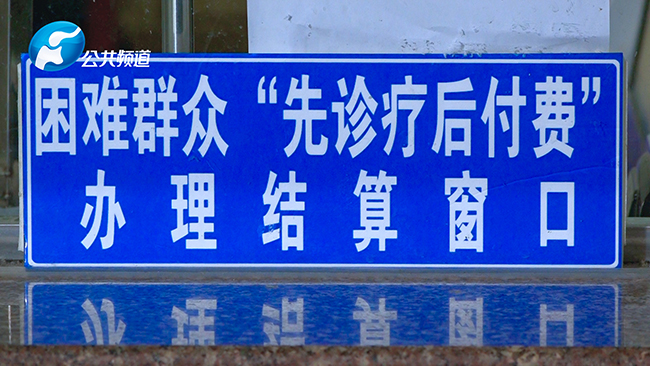 公共频道
困难群众“先诊疗后付费”
办理结算窗口